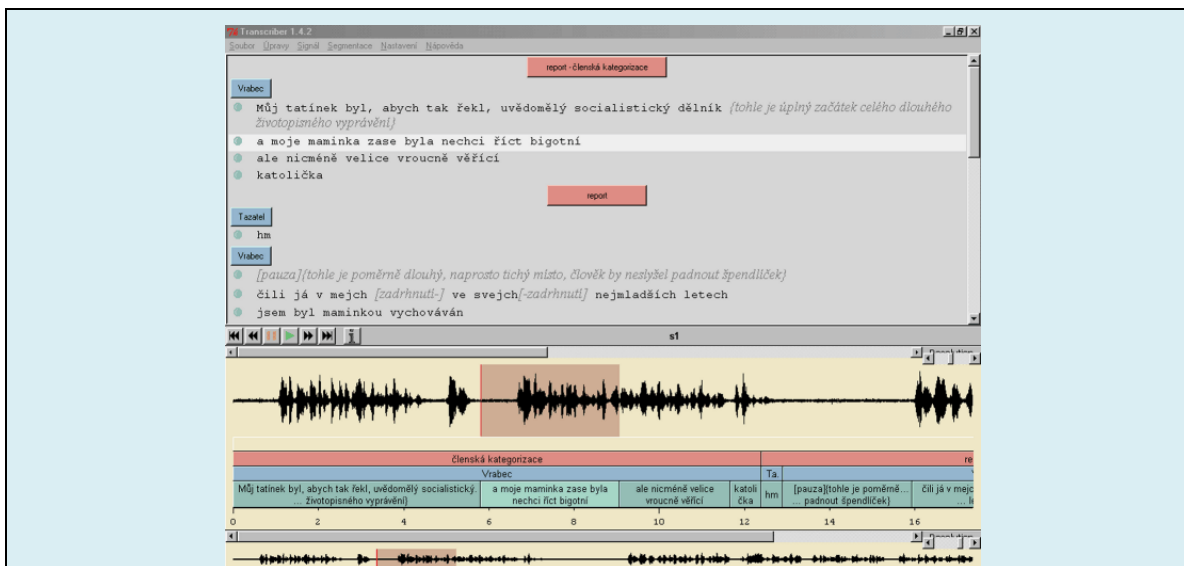 Transcriber 1.4.2
Soubor Úpravy Signál Segmentace Nastavení Nápověda
report - členská kategorizace
Vrabec
Můj tatínek byl, abych tak řekl, uvědomělý socialistický dělník {tohle je úplný začátek celého dlouhého
životopisného vyprávění}
a moje maminka zase byla nechci říct bigotní
ale nicméně velice vroucně věřící
katolička
report
Tazatel
hm
Vrabec
[pauza]{tohle je poměrně dlouhý, naprosto tichý místo, člověk by neslyšel padnout špendlíček}
čili já v mejch [zadrhnutí-] ve svejch[-zadrhnutí] nejmladších letech
jsem byl maminkou vychováván
s1
členská kategorizace re
Vrabec Ta.
Můj tatínek byl, abych tak řekl, uvědomělý socialistický. a moje maminka zase byla ale nicméně velice katoli hm [pauza]{tohle je poměrně... čili já v mejc
... životopisného vyprávění} nechci říct bigotní vroucně věřící čka ... padnout špendlíček}
0 2 4 6 8 10 12 14 16